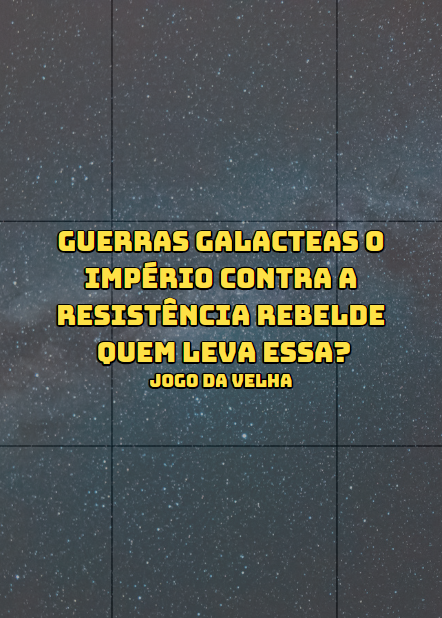 GUERRAS GALACTEAS O
IMPÉRIO CONTRA A
RESISTÊNCIA REBELDE
QUEM LEVA ESSA?
JOGO DA VELHA